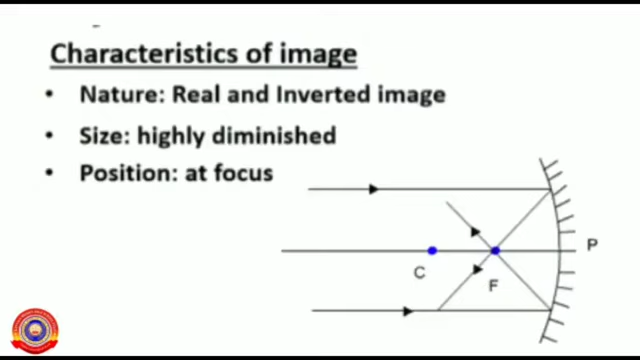 Characteristics of image
• Nature: Real and Inverted image
• Size: highly diminished
• Position: at focus
P
C
F